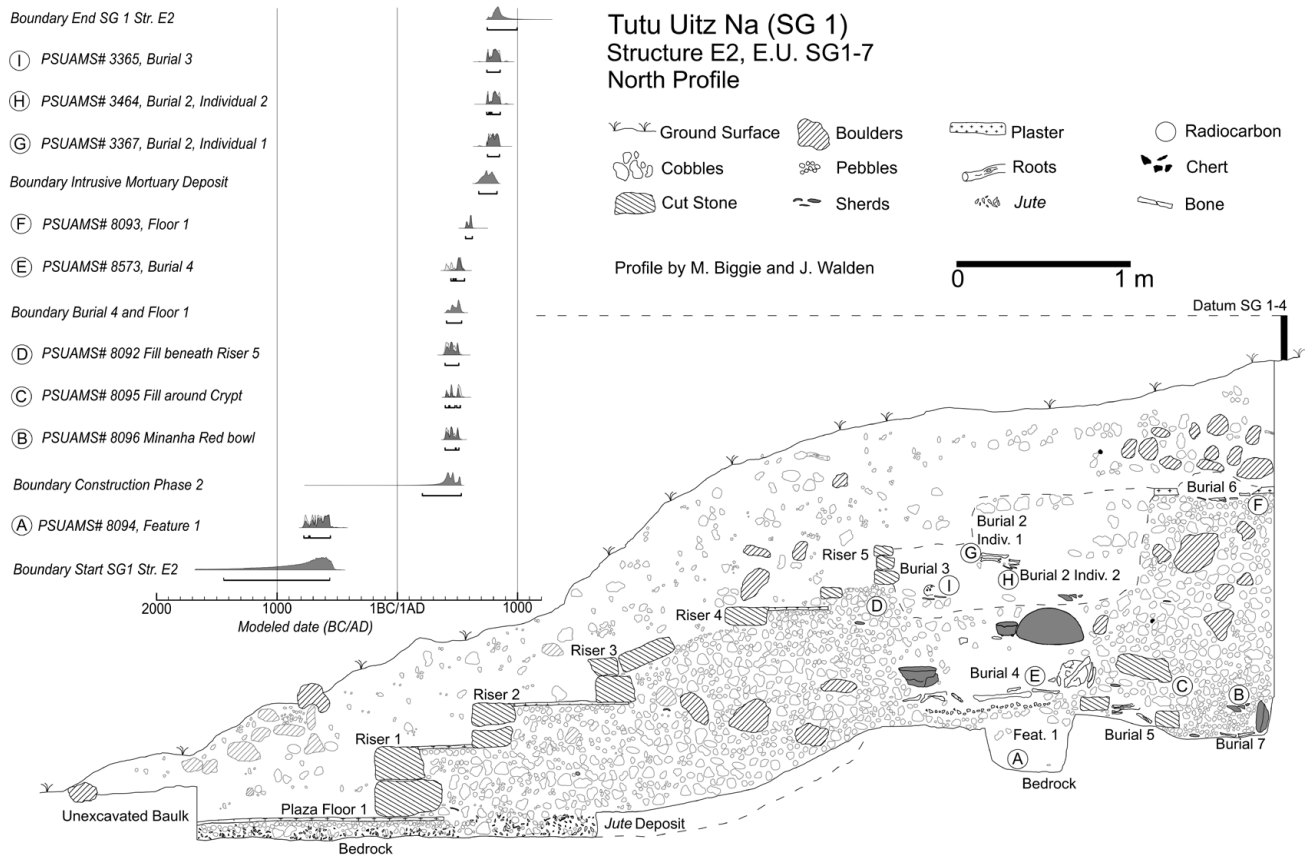 Boundary End SG 1 Str. E2
I PSUAMS# 3365, Burial 3
H PSUAMS# 3464, Burial 2, Individual 2
G PSUAMS# 3367, Burial 2, Individual 1
Boundary Intrusive Mortuary Deposit
F PSUAMS# 8093, Floor 1
E PSUAMS# 8573, Burial 4
Boundary Burial 4 and Floor 1
D PSUAMS# 8092 Fill beneath Riser 5
C PSUAMS# 8095 Fill around Crypt
B PSUAMS# 8096 Minanha Red bowl
Boundary Construction Phase 2
A PSUAMS# 8094, Feature 1
Boundary Start SG1 Str. E2
2000 1000 1BC/1AD 1000
Modeled date (BC/AD)
Tutu Uitz Na (SG 1)
Structure E2, E.U. SG1-7
North Profile
Ground Surface Boulders Plaster Radiocarbon
Cobbles Pebbles Roots Chert
Cut Stone Sherds Jute Bone
Profile by M. Biggie and J. Walden
0 1 m
Datum SG 1-4
Burial 6
F
Burial 2
Indiv. 1
G
H Burial 2 Indiv. 2
Riser 5
Burial 3
I
D
Riser 4
Riser 3
Burial 4 E
C
B
Riser 2
Feat. 1
Burial 5
Burial 7
Riser 1
A
Bedrock
Plaza Floor 1
Unexcavated Baulk
Jute Deposit
Bedrock